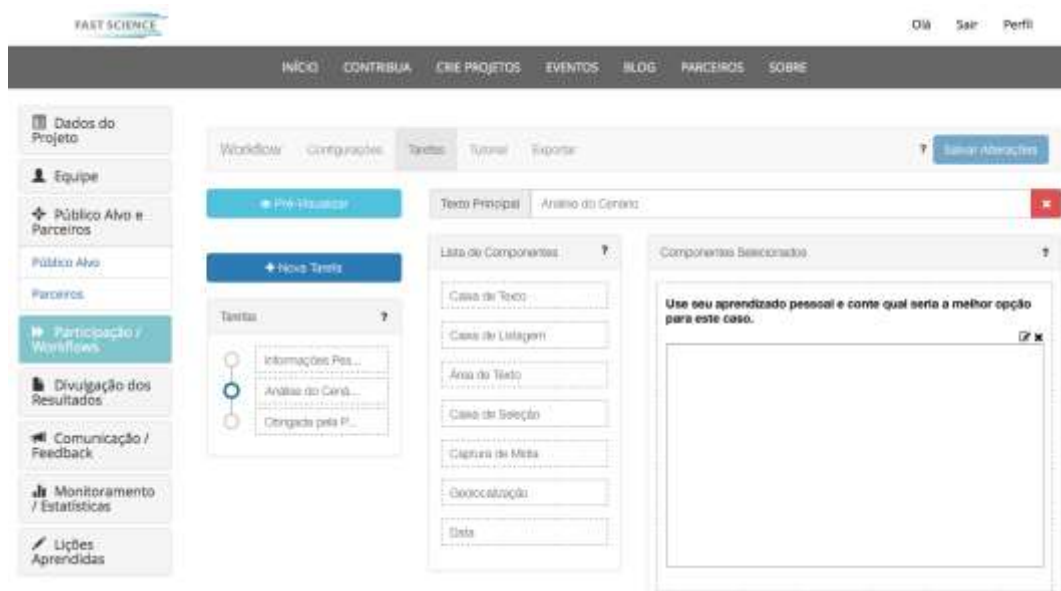 FAST SCIENCE
Olá Sair Perfil
INÍCIO CONTRIBUA CRIE PROJETOS EVENTOS BLOG PARCEIROS SOBRE
Dados do
Projeto
Equipe
Público Alvo e
Parceiros
Público Alvo
Parceiros
Participação /
Workflows
Divulgação dos
Resultados
Comunicação /
Feedback
Monitoramento
/ Estatísticas
Lições
Aprendidas
Workflow Configurações Tarefas Tutorial Exportar ? Salvar Alterações
Pré-Visualizar
Nova Tarefa
Tarefas ?
Informações Pes...
Análise do Cená...
Obrigada pela P...
Texto Principal Análise do Cenário
Lista de Componentes ?
Caixa de Texto
Caixa de Listagem
Área de Texto
Caixa de Seleção
Captura de Mídia
Geolocalização
Data
Componentes Selecionados ?
Use seu aprendizado pessoal e conte qual seria a melhor opção
para este caso.